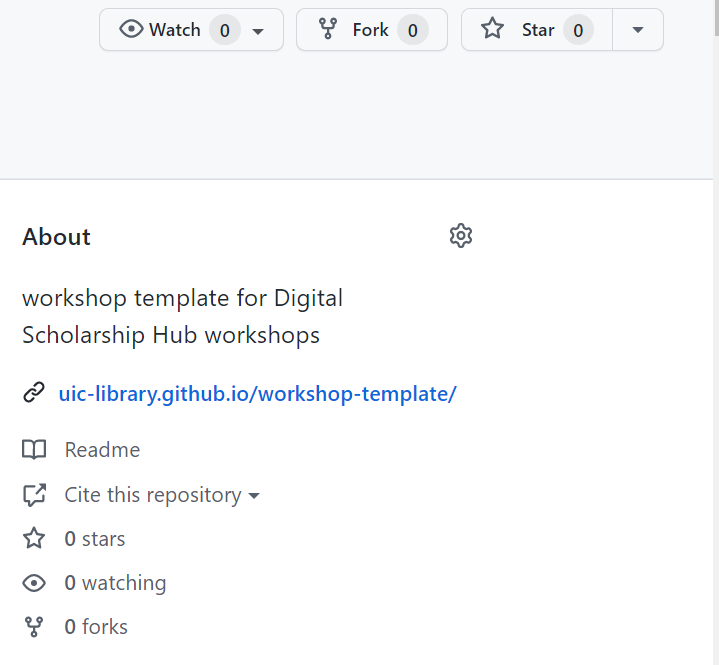 Watch 0 Fork 0 Star 0
About
workshop template for Digital
Scholarship Hub workshops
uic-library.github.io/workshop-template/
Readme
Cite this repository
0 stars
0 watching
0 forks